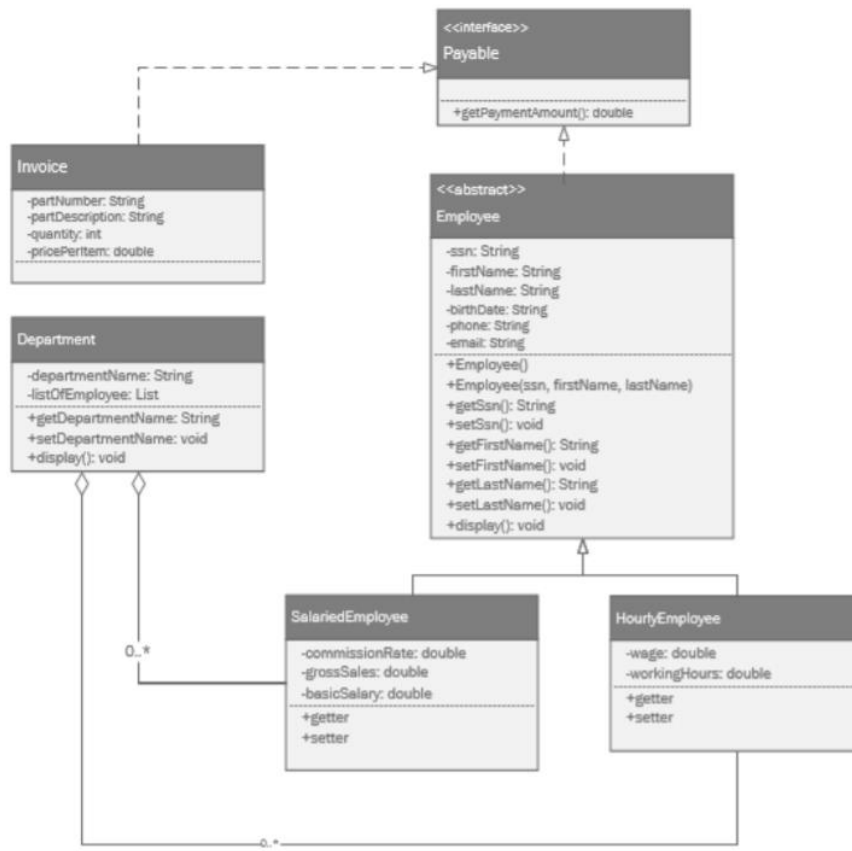 <<interface>>
Payable
+getPaymentAmount(): double
Invoice
-partNumber: String
-partDescription: String
-quantity: int
-pricePerItem: double
<<abstract>>
Employee
-ssn: String
-firstName: String
-lastName: String
-birthDate: String
-phone: String
-email: String
+Employee()
+Employee(ssn, firstName, lastName)
+getSsn(): String
+setSsn(): void
+getFirstName(): String
+setFirstName(): void
+getLastName(): String
+setLastName(): void
+display(): void
Department
-departmentName: String
-listOfEmployee: List
+getDepartmentName: String
+setDepartmentName: void
+display(): void
0..*
SalariedEmployee
-commissionRate: double
-grossSales: double
-basicSalary: double
+getter
+setter
HourlyEmployee
-wage: double
-workingHours: double
+getter
+setter
0..*